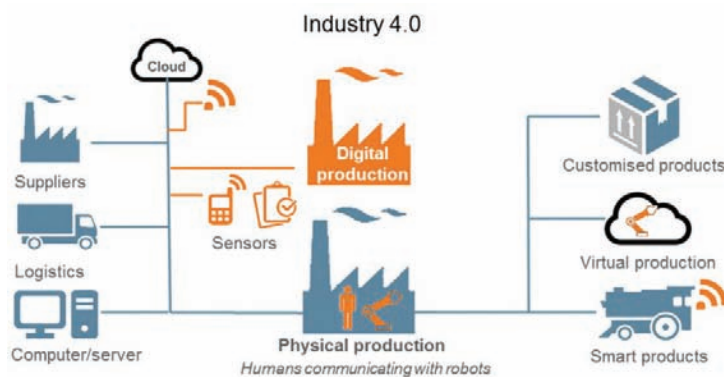 Industry 4.0
Cloud
Suppliers
Logistics
Computer/server
Sensors
Digital
production
Physical production
Humans communicating with robots
Customised products
Virtual production
Smart products